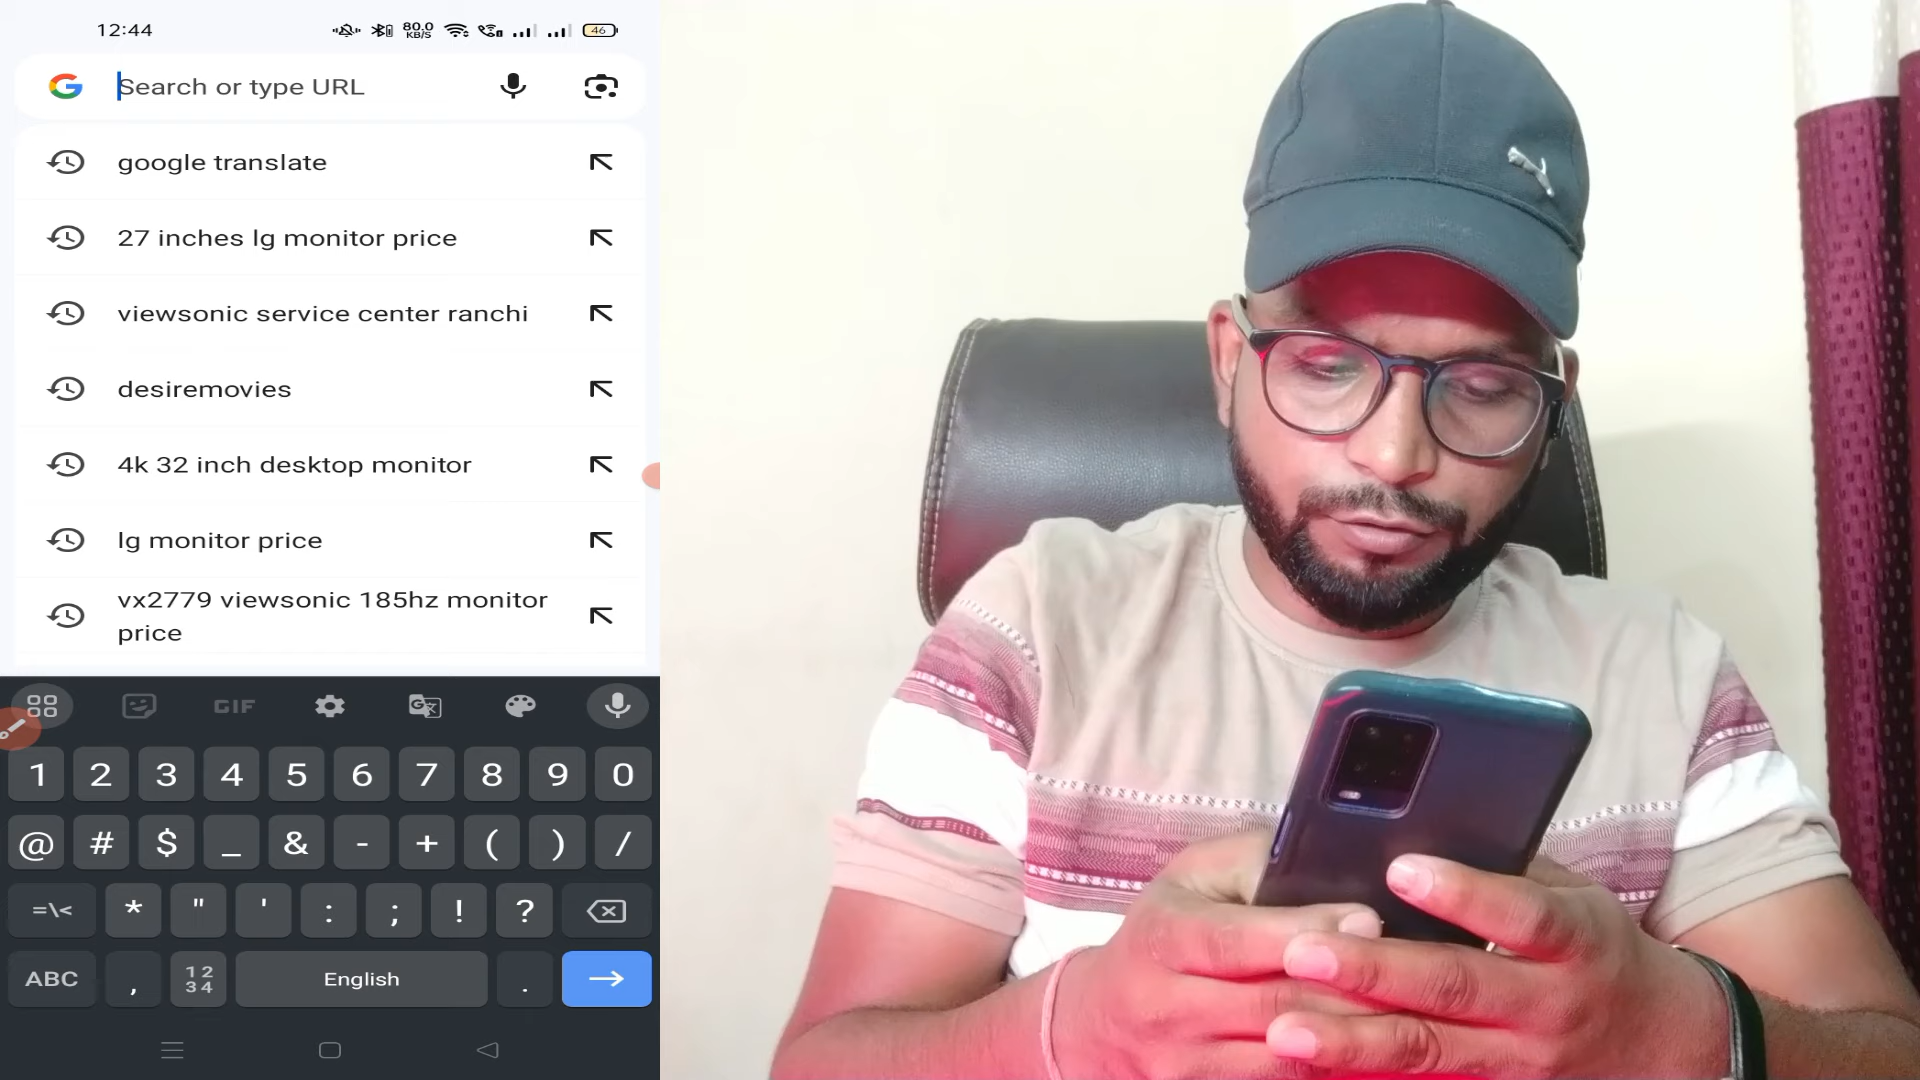 12:44
80.0
KB/S
46
Search or type URL
google translate
27 inches lg monitor price
viewsonic service center ranchi
desiremovies
4k 32 inch desktop monitor
lg monitor price
vx2779 viewsonic 185hz monitor
price
GIF
1 2 3 4 5 6 7 8 9 0
@ # $ _ & - + ( ) /
=\< * " ' : ; ! ?
ABC , 12 English .
34